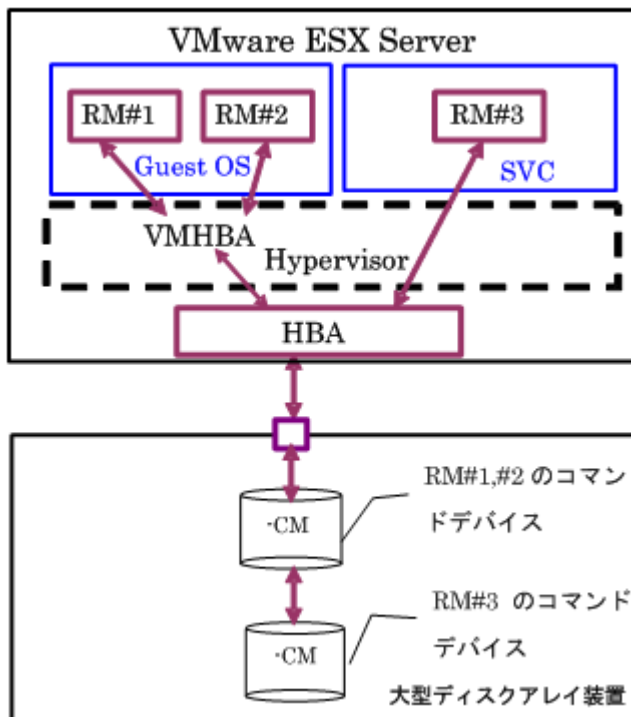 VMware ESX Server
RM#1
RM#2
RM#3
Guest OS
SVC
VMHBA
Hypervisor
HBA
RM#1,#2 のコマン
ドデバイス
-CM
RM#3 のコマンド
デバイス
-CM
大型ディスクアレイ装置